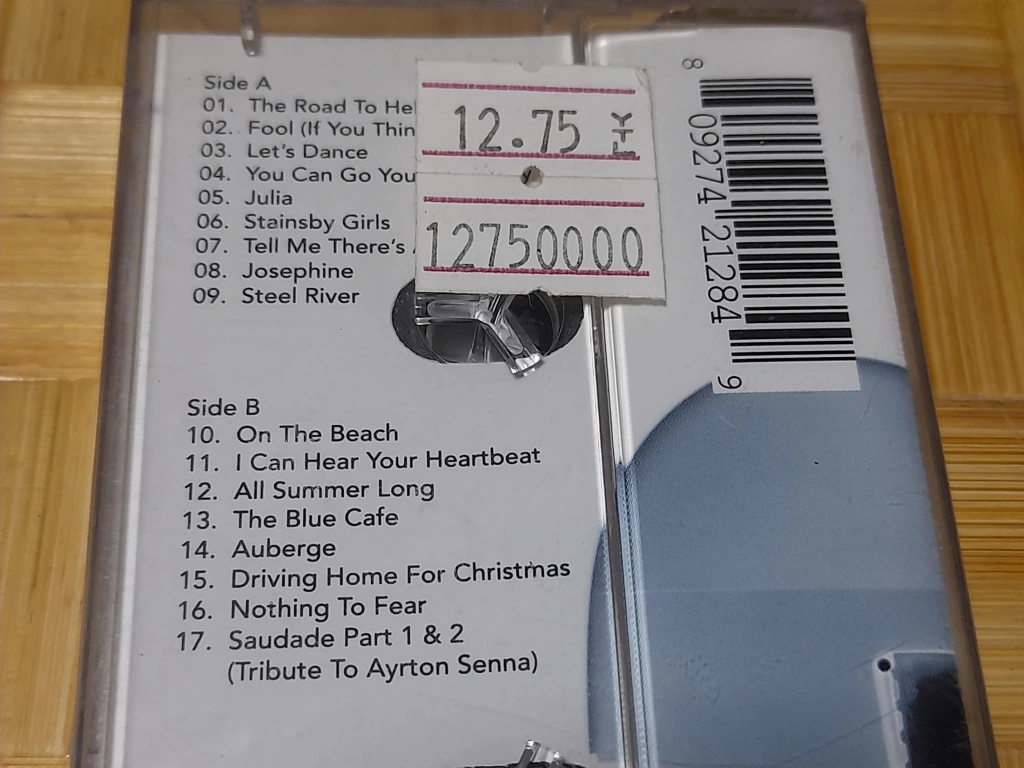 Side A
01. The Road To Hel
02. Fool (If You Thin
03. Let's Dance
04. You Can Go You
05. Julia
06. Stainsby Girls
07. Tell Me There's
08. Josephine
09. Steel River
12.75
12750000
Side B
10. On The Beach
11. I Can Hear Your Heartbeat
12. All Summer Long
13. The Blue Cafe
14. Auberge
15. Driving Home For Christmas
16. Nothing To Fear
17. Saudade Part 1 & 2
(Tribute To Ayrton Senna)
8 09274 21284 9